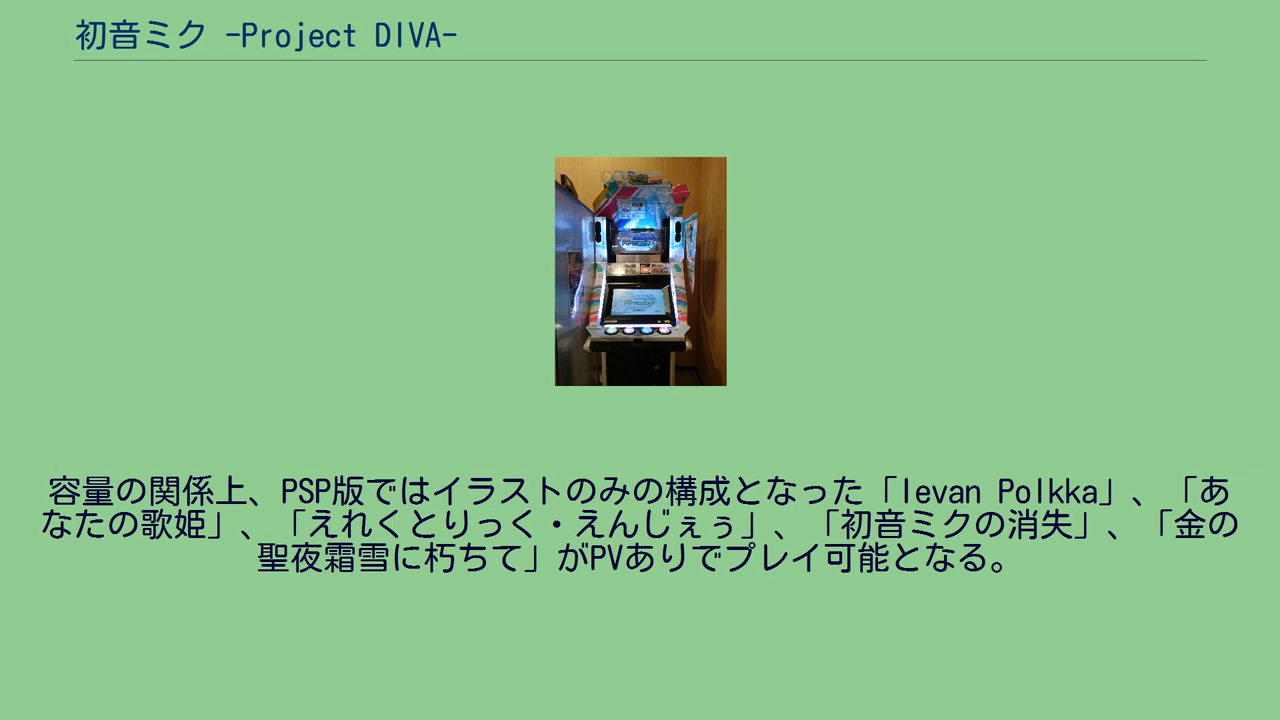 初音ミク -Project DIVA-
容量の関係上、PSP版ではイラストのみの構成となった「Ievan Polkka」、「あ
なたの歌姫」、「えれくとりっく・えんじぇぅ」、「初音ミクの消失」、「金の
聖夜霜雪に朽ちて」がPVありでプレイ可能となる。